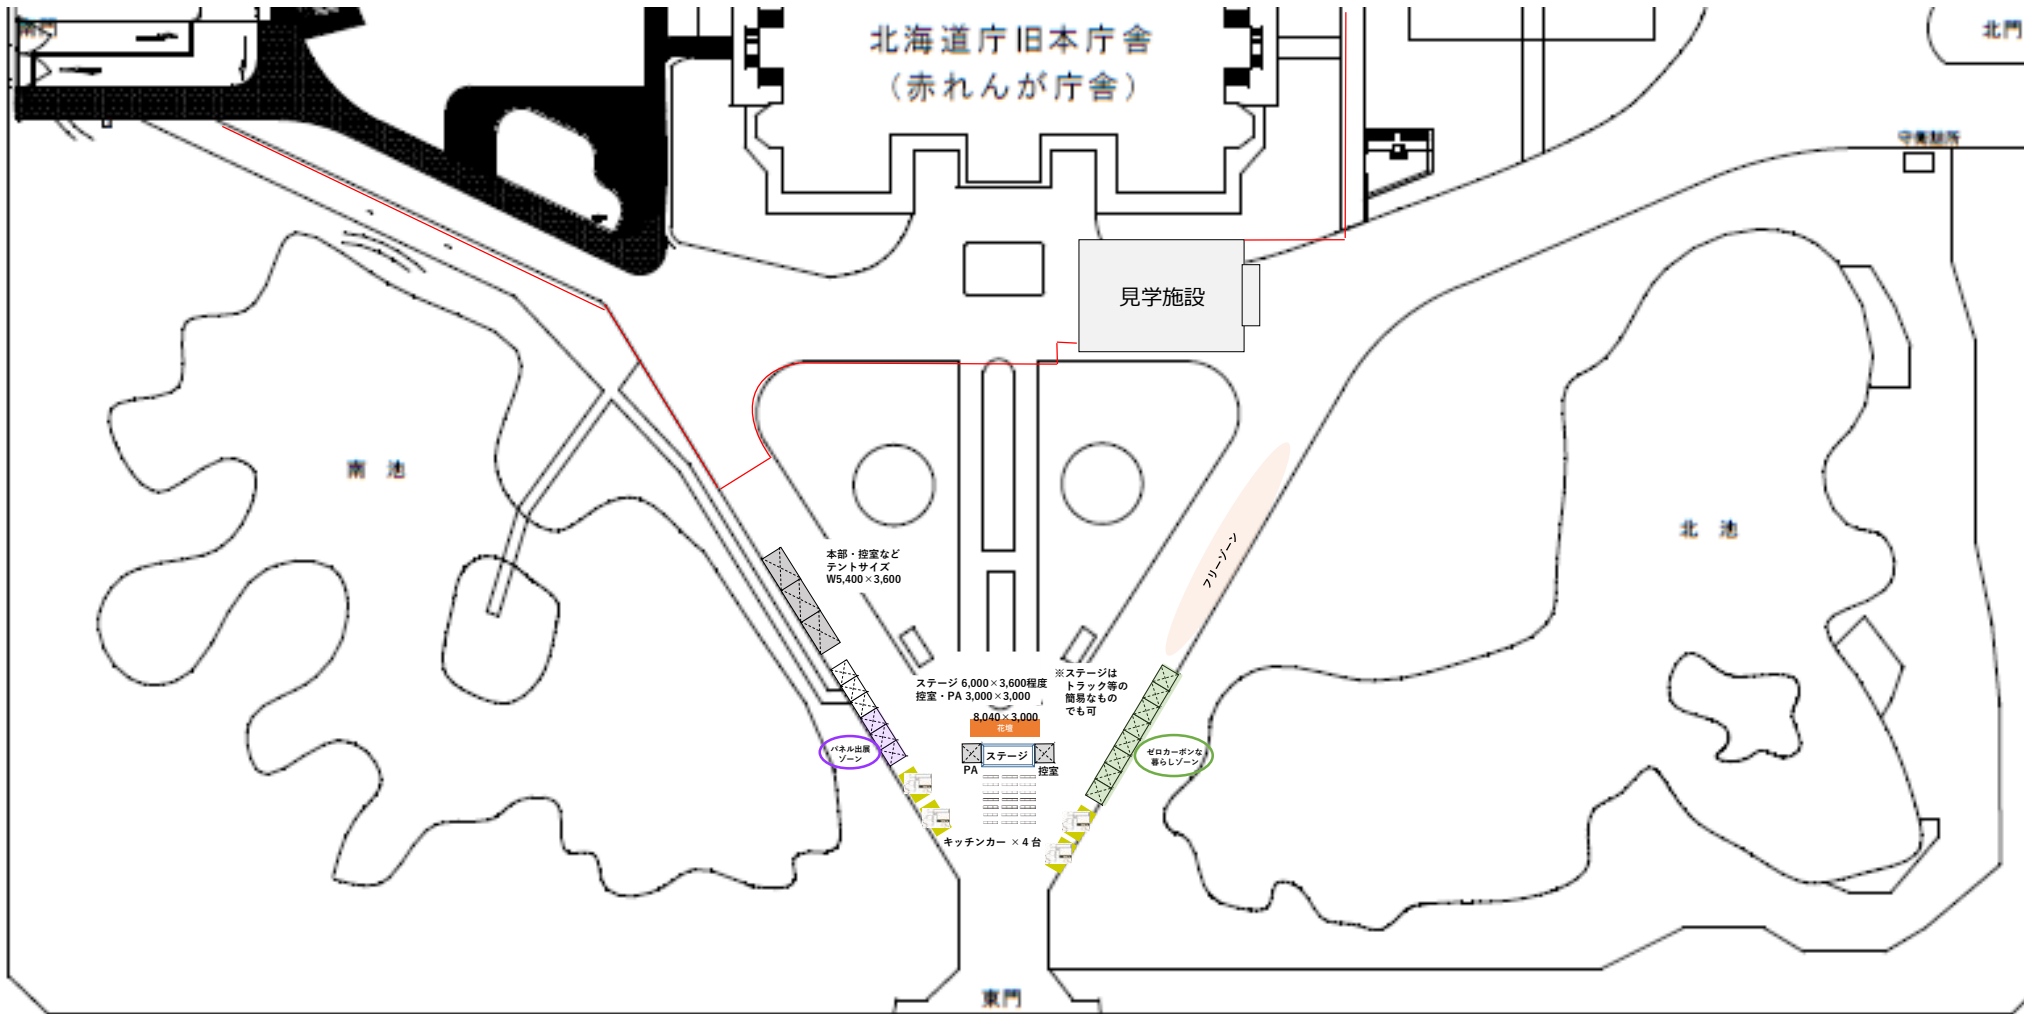 北海道庁旧本庁舎
（赤れんが庁舎）
南門
北門
守衛詰所
見学施設
南 池
北 池
フリーゾーン
本部・控室など
テントサイズ
W5,400×3,600
ステージ 6,000×3,600程度
控室・PA 3,000×3,000
※ステージは
トラック等の
簡易なもの
でも可
8,040×3,000
花壇
ステージ
PA
控室
パネル出展
ゾーン
ゼロカーボンな
暮らしゾーン
キッチンカー ×４台
東門